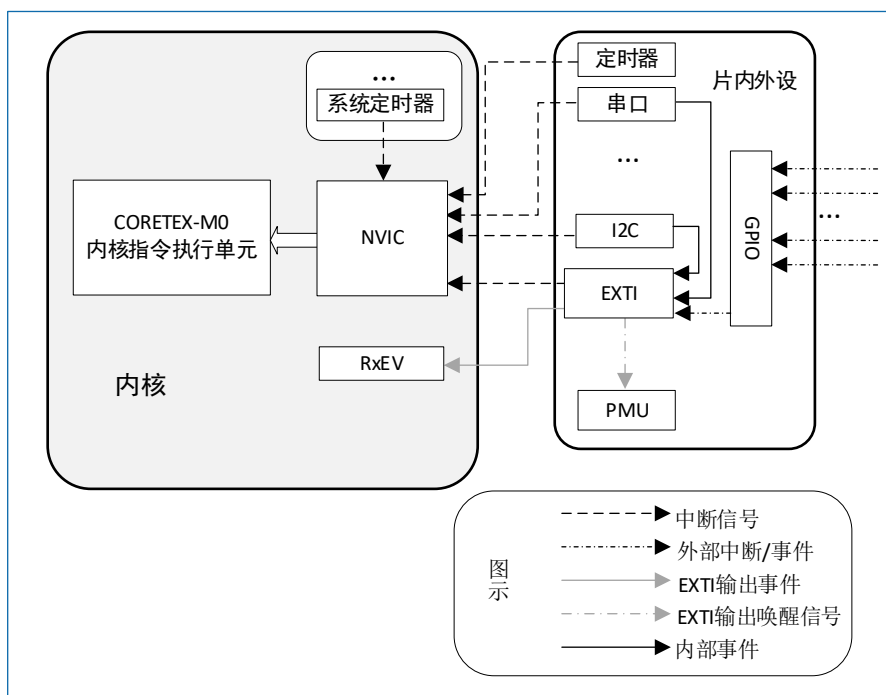 ...
系统定时器
CORETEX-M0
内核指令执行单元
NVIC
RxEV
内核
定时器
串口
...
I2C
EXTI
PMU
片内外设
GPIO
...
图示
中断信号
外部中断/事件
EXTI输出事件
EXTI输出唤醒信号
内部事件